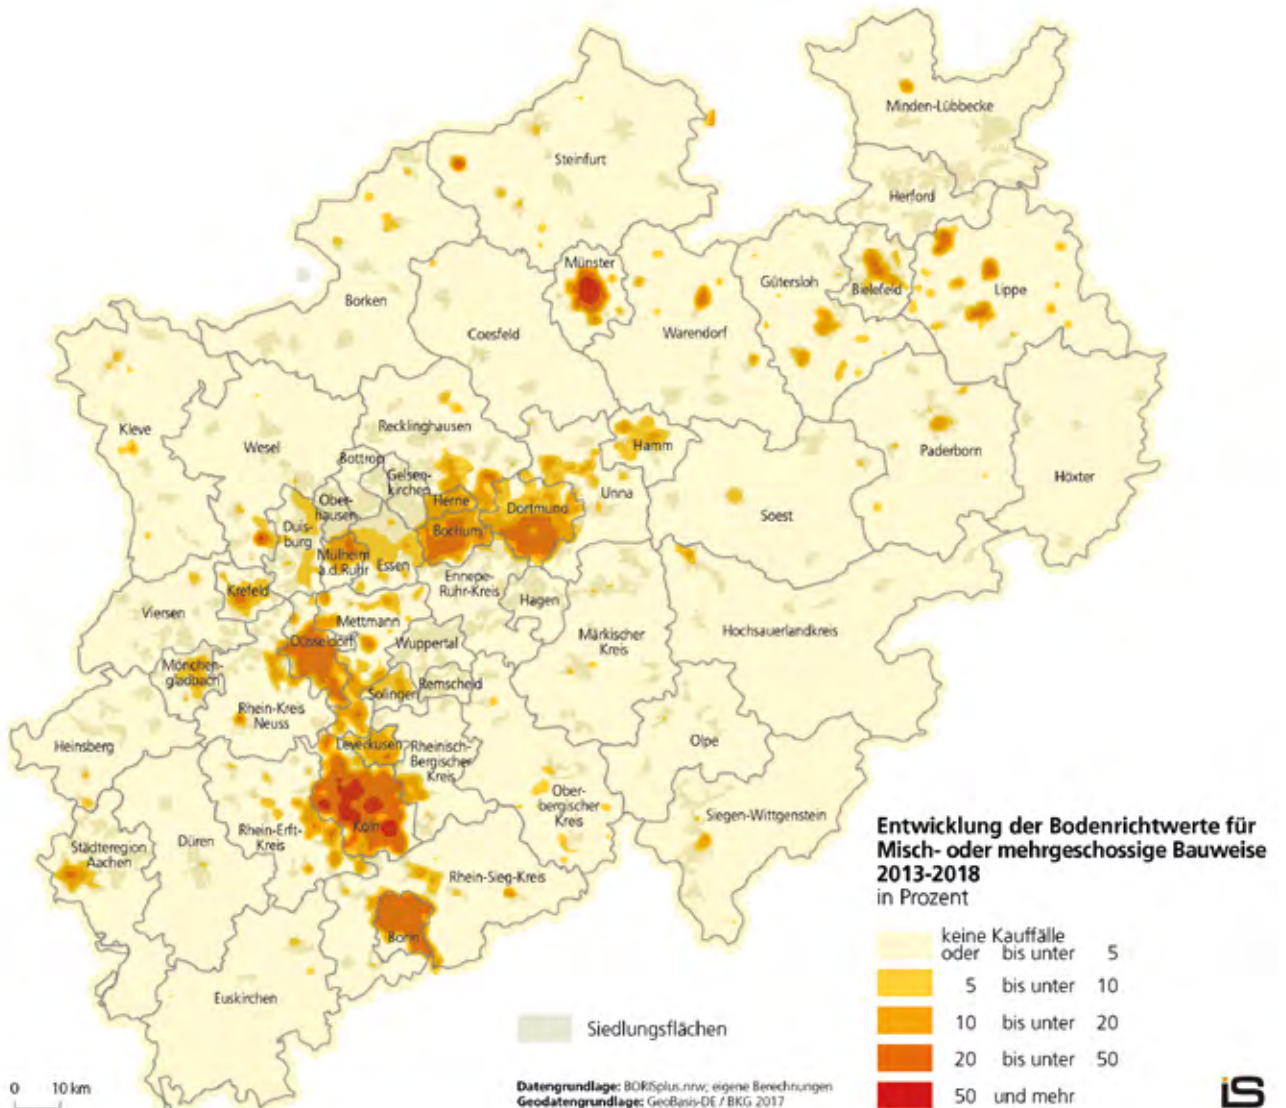 Minden-Lübbecke
Steinfurt
Herford
Münster
Gütersloh
Bielefeld
Lippe
Borken
Coesfeld
Warendorf
Kleve
Wesel
Recklinghausen
Bottrop
Hamm
Paderborn
Höxter
Gelsen-
kirchen
Ober-
hausen
Herne
Dortmund
Unna
Soest
Duis-
burg
Bochum
Mülheim
a.d.Ruhr
Essen
Ennepe-
Ruhr-Kreis
Krefeld
Hagen
Viersen
Mettmann
Düsseldorf
Wuppertal
Märkischer
Kreis
Hochsauerlandkreis
Mönchen-
gladbach
Solingen
Remscheid
Rhein-Kreis
Neuss
Heinsberg
Leverkusen
Rheinisch-
Bergischer
Kreis
Olpe
Ober-
bergischer
Kreis
Siegen-Wittgenstein
Köln
Rhein-Erft-
Kreis
Düren
Städteregion
Aachen
Rhein-Sieg-Kreis
Bonn
Euskirchen
Entwicklung der Bodenrichtwerte für
Misch- oder mehrgeschossige Bauweise
2013-2018
in Prozent
keine Kauffälle
oder bis unter 5
5 bis unter 10
10 bis unter 20
20 bis unter 50
50 und mehr
Siedlungsflächen
0 10 km
Datengrundlage: BORISplus.nrw; eigene Berechnungen
Geodatengrundlage: GeoBasis-DE / BKG 2017
iS